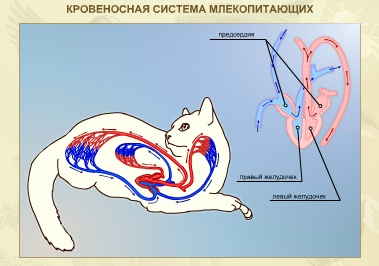 КРОВЕНОСНАЯ СИСТЕМА МЛЕКОПИТАЮЩИХ
предсердия
правый желудочек
левый желудочек